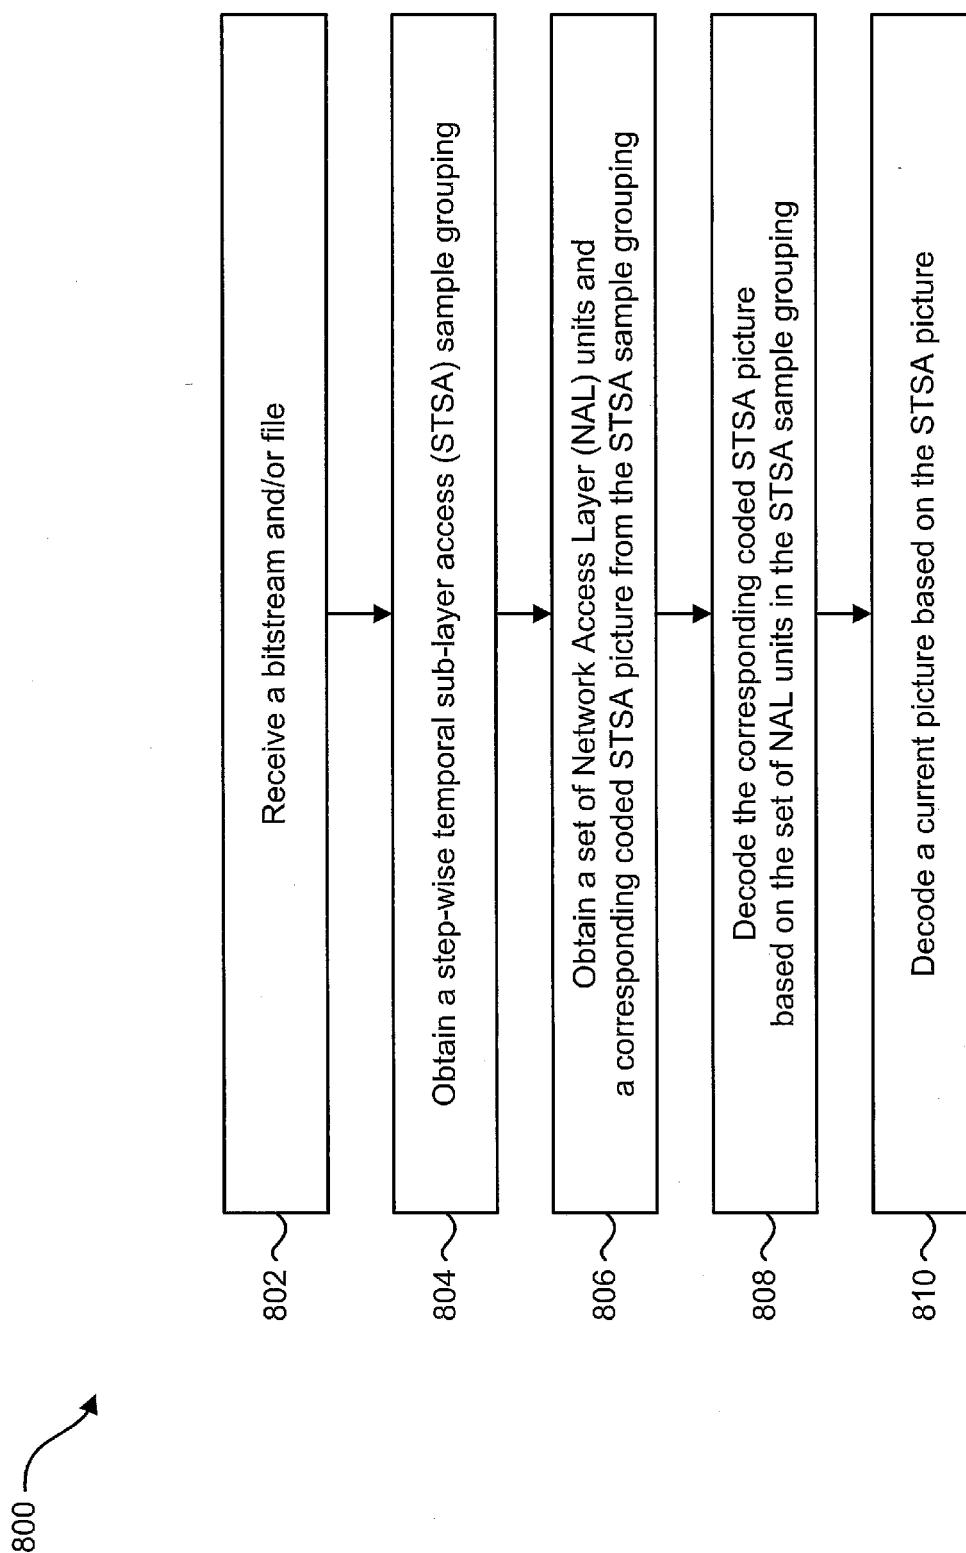 800
802
Receive a bitstream and/or file
804
Obtain a step-wise temporal sub-layer access (STSA) sample grouping
806
Obtain a set of Network Access Layer (NAL) units and
a corresponding coded STSA picture from the STSA sample grouping
808
Decode the corresponding coded STSA picture
based on the set of NAL units in the STSA sample grouping
810
Decode a current picture based on the STSA picture